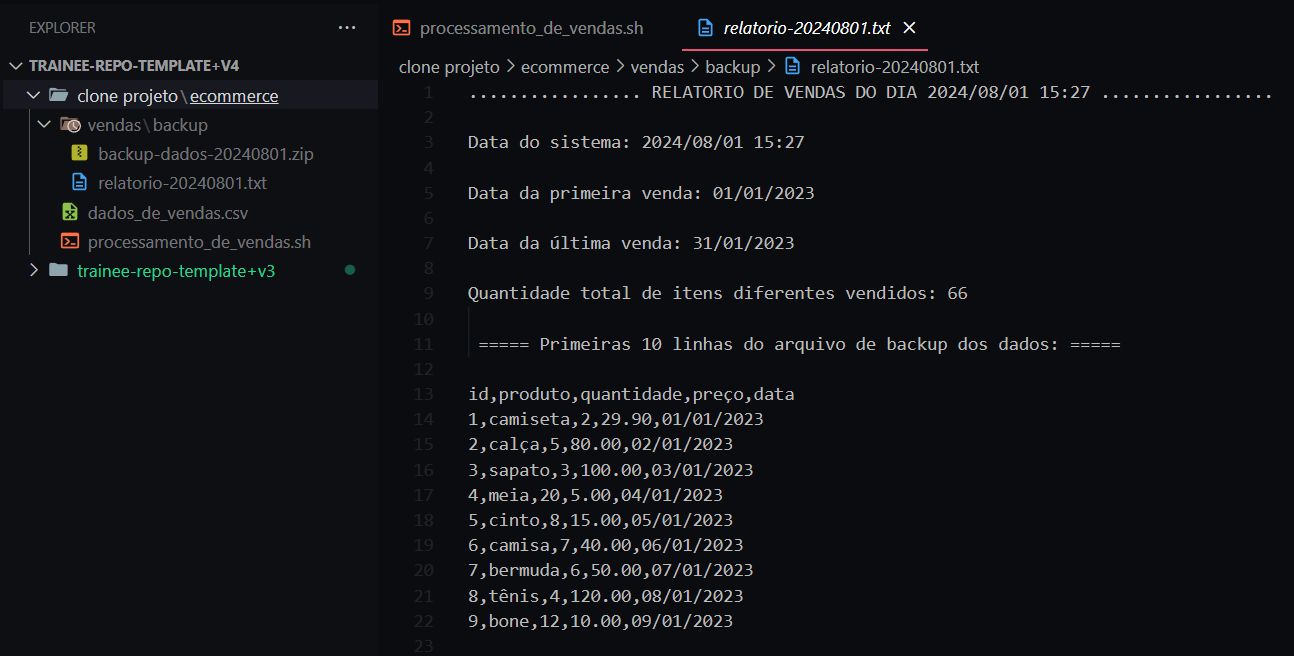 EXPLORER ...
TRAINEE-REPO-TEMPLATE+V4
clone projeto\ecommerce
vendas\backup
backup-dados-20240801.zip
relatorio-20240801.txt
dados_de_vendas.csv
processamento_de_vendas.sh
trainee-repo-template+v3
processamento_de_vendas.sh
relatorio-20240801.txt
clone projeto > ecommerce > vendas > backup > relatorio-20240801.txt
1 ................. RELATORIO DE VENDAS DO DIA 2024/08/01 15:27 .................
2
3 Data do sistema: 2024/08/01 15:27
4
5 Data da primeira venda: 01/01/2023
6
7 Data da última venda: 31/01/2023
8
9 Quantidade total de itens diferentes vendidos: 66
10
11 ===== Primeiras 10 linhas do arquivo de backup dos dados: =====
12
13 id,produto,quantidade,preço,data
14 1,camiseta,2,29.90,01/01/2023
15 2,calça,5,80.00,02/01/2023
16 3,sapato,3,100.00,03/01/2023
17 4,meia,20,5.00,04/01/2023
18 5,cinto,8,15.00,05/01/2023
19 6,camisa,7,40.00,06/01/2023
20 7,bermuda,6,50.00,07/01/2023
21 8,tênis,4,120.00,08/01/2023
22 9,bone,12,10.00,09/01/2023
23